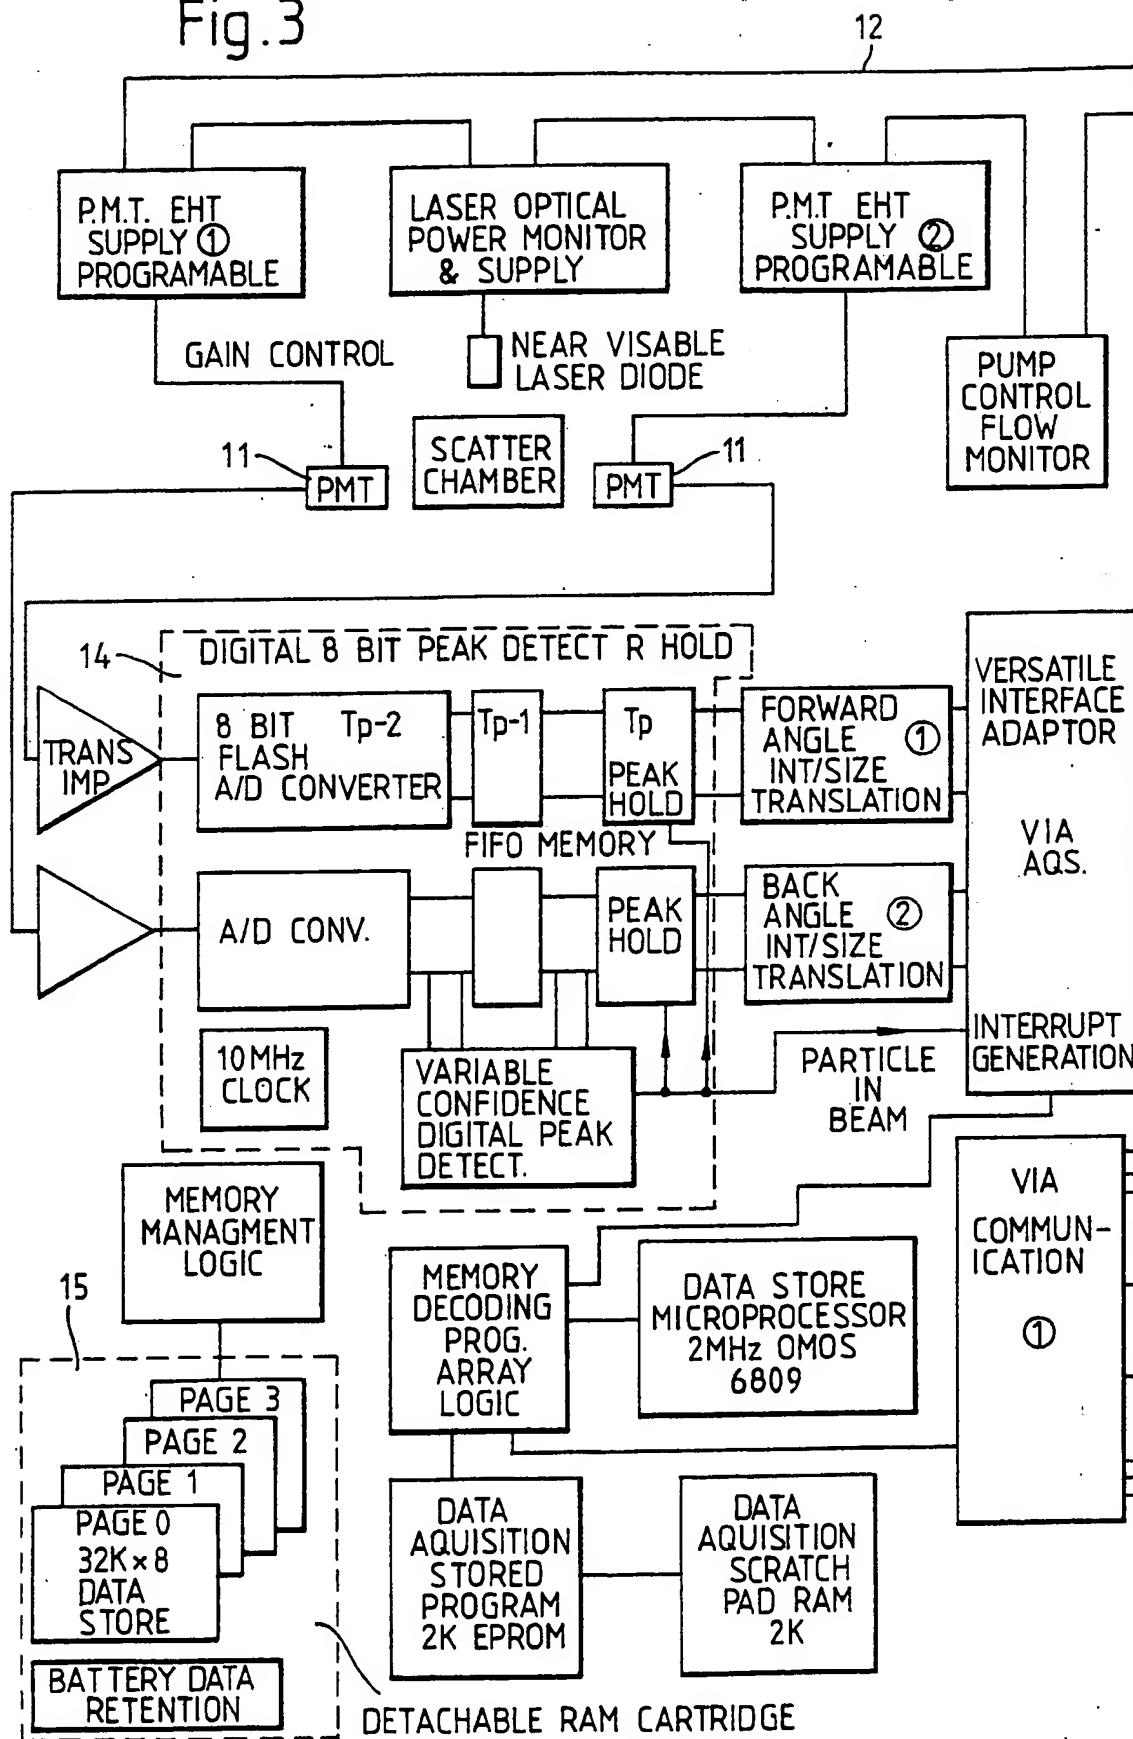 Fig.3
12
P.M.T. EHT
SUPPLY ①
PROGRAMABLE
LASER OPTICAL
POWER MONITOR
& SUPPLY
P.M.T EHT
SUPPLY ②
PROGRAMABLE
GAIN CONTROL
NEAR VISABLE
LASER DIODE
PUMP
CONTROL
FLOW
MONITOR
11
PMT
SCATTER
CHAMBER
PMT
11
14
DIGITAL 8 BIT PEAK DETECT R HOLD
TRANS
IMP
8 BIT Tp-2
FLASH
A/D CONVERTER
Tp-1
Tp
PEAK
HOLD
FORWARD
ANGLE ①
INT/SIZE
TRANSLATION
VERSATILE
INTERFACE
ADAPTOR
VIA
AQS.
INTERRUPT
GENERATION
FIFO MEMORY
A/D CONV.
PEAK
HOLD
BACK
ANGLE ②
INT/SIZE
TRANSLATION
10MHz
CLOCK
VARIABLE
CONFIDENCE
DIGITAL PEAK
DETECT.
PARTICLE
IN
BEAM
MEMORY
MANAGMENT
LOGIC
15
MEMORY
DECODING
PROG.
ARRAY
LOGIC
DATA STORE
MICROPROCESSOR
2MHz OMOS
6809
VIA
COMMUN-
ICATION
①
PAGE 3
PAGE 2
PAGE 1
PAGE 0
32K×8
DATA
STORE
BATTERY DATA
RETENTION
DATA
AQUISITION
STORED
PROGRAM
2K EPROM
DATA
AQUISITION
SCRATCH
PAD RAM
2K
DETACHABLE RAM CARTRIDGE